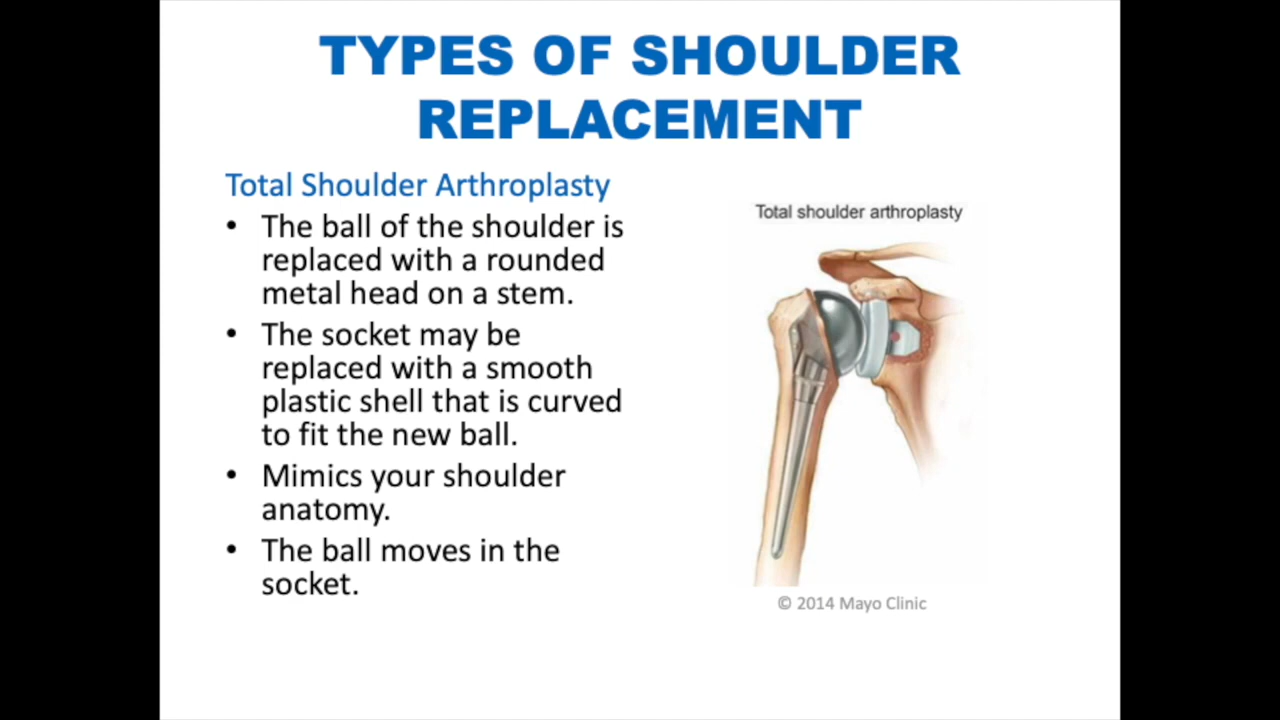 TYPES OF SHOULDER
REPLACEMENT
Total Shoulder Arthroplasty
• The ball of the shoulder is
replaced with a rounded
metal head on a stem.
• The socket may be
replaced with a smooth
plastic shell that is curved
to fit the new ball.
• Mimics your shoulder
anatomy.
• The ball moves in the
socket.
Total shoulder arthroplasty
© 2014 Mayo Clinic